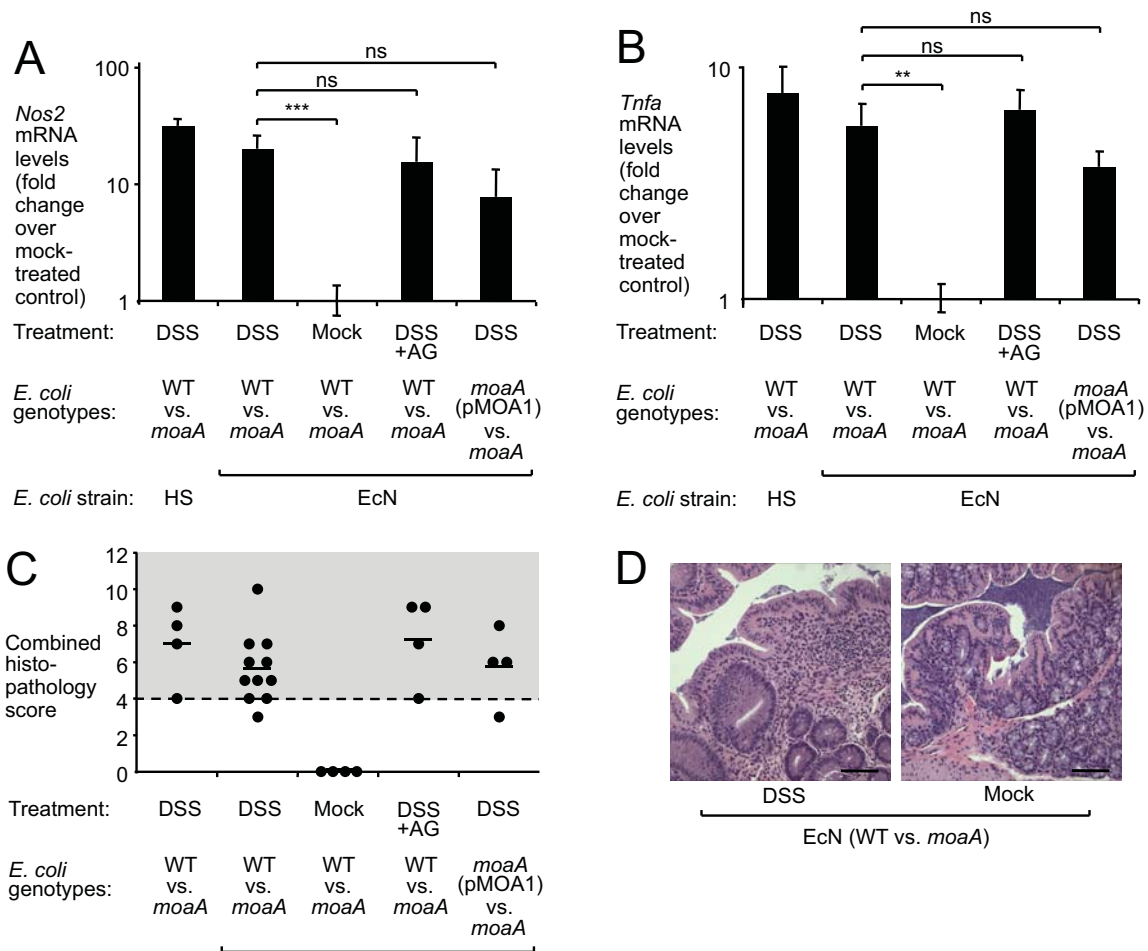 A
Nos2
mRNA
levels
(fold
change
over
mock-
treated
control)
100
10
1
***
ns
ns
Treatment: DSS DSS Mock DSS +AG DSS
E. coli genotypes: WT vs. moaA WT vs. moaA WT vs. moaA WT vs. moaA moaA (pMOA1) vs. moaA
E. coli strain: HS EcN
B
Tnfa
mRNA
levels
(fold
change
over
mock-
treated
control)
10
1
**
ns
ns
Treatment: DSS DSS Mock DSS +AG DSS
E. coli genotypes: WT vs. moaA WT vs. moaA WT vs. moaA WT vs. moaA moaA (pMOA1) vs. moaA
E. coli strain: HS EcN
C
Combined
histo-
pathology
score
12
10
8
6
4
2
0
Treatment: DSS DSS Mock DSS +AG DSS
E. coli genotypes: WT vs. moaA WT vs. moaA WT vs. moaA WT vs. moaA moaA (pMOA1) vs. moaA
D
DSS Mock
EcN (WT vs. moaA)